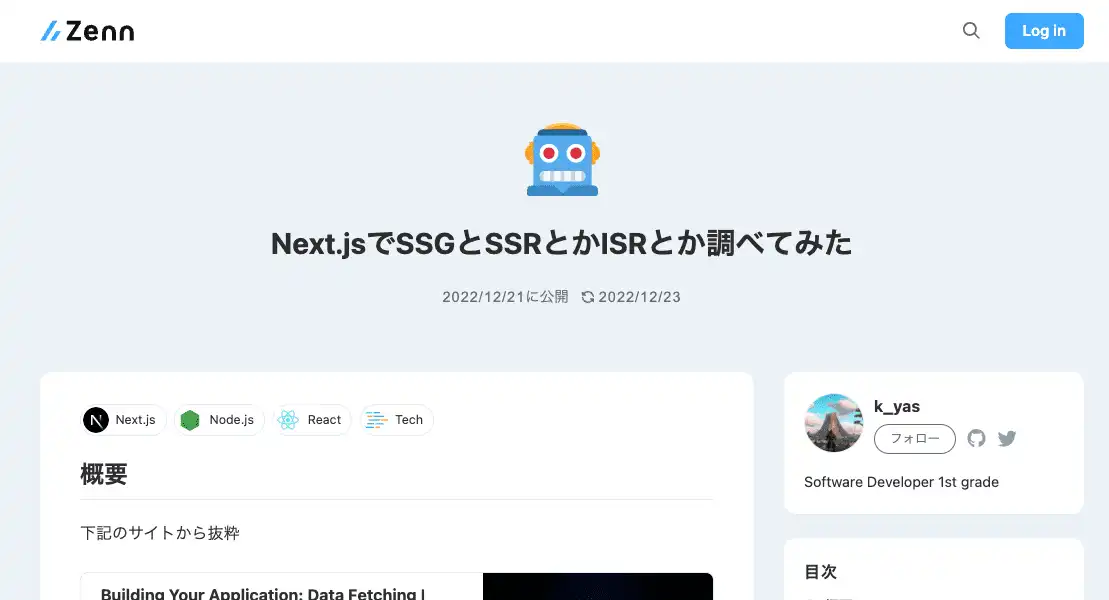 Zenn
Log in
Next.jsでSSGとSSRとかISRとか調べてみた
2022/12/21に公開 2022/12/23
Next.js Node.js React Tech
概要
下記のサイトから抜粋
Building Your Application: Data Fetching |
k_yas
フォロー
Software Developer 1st grade
目次